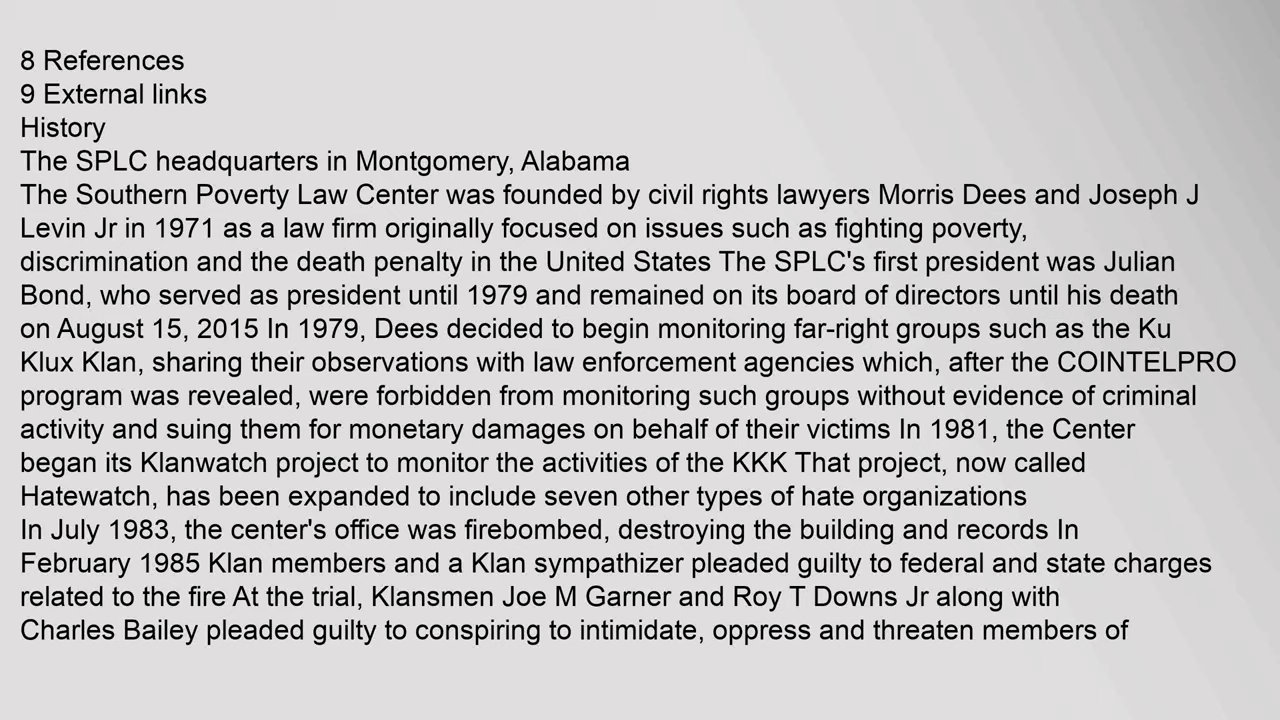 8 References
9 External links
History
The SPLC headquarters in Montgomery, Alabama
The Southern Poverty Law Center was founded by civil rights lawyers Morris Dees and Joseph J
Levin Jr in 1971 as a law firm originally focused on issues such as fighting poverty,
discrimination and the death penalty in the United States The SPLC's first president was Julian
Bond, who served as president until 1979 and remained on its board of directors until his death
on August 15, 2015 In 1979, Dees decided to begin monitoring far-right groups such as the Ku
Klux Klan, sharing their observations with law enforcement agencies which, after the COINTELPRO
program was revealed, were forbidden from monitoring such groups without evidence of criminal
activity and suing them for monetary damages on behalf of their victims In 1981, the Center
began its Klanwatch project to monitor the activities of the KKK That project, now called
Hatewatch, has been expanded to include seven other types of hate organizations
In July 1983, the center's office was firebombed, destroying the building and records In
February 1985 Klan members and a Klan sympathizer pleaded guilty to federal and state charges
related to the fire At the trial, Klansmen Joe M Garner and Roy T Downs Jr along with
Charles Bailey pleaded guilty to conspiring to intimidate, oppress and threaten members of